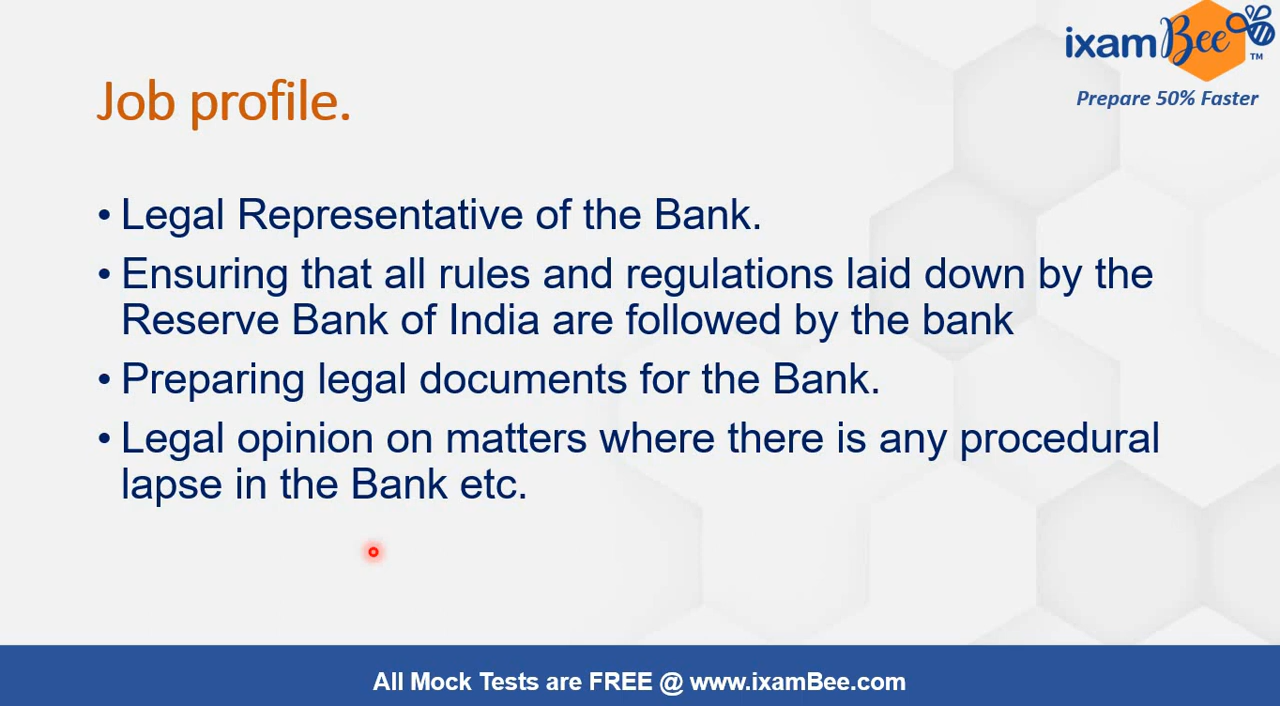 ixamBee™
Prepare 50% Faster
Job profile.
• Legal Representative of the Bank.
• Ensuring that all rules and regulations laid down by the
Reserve Bank of India are followed by the bank
• Preparing legal documents for the Bank.
• Legal opinion on matters where there is any procedural
lapse in the Bank etc.
All Mock Tests are FREE @ www.ixamBee.com